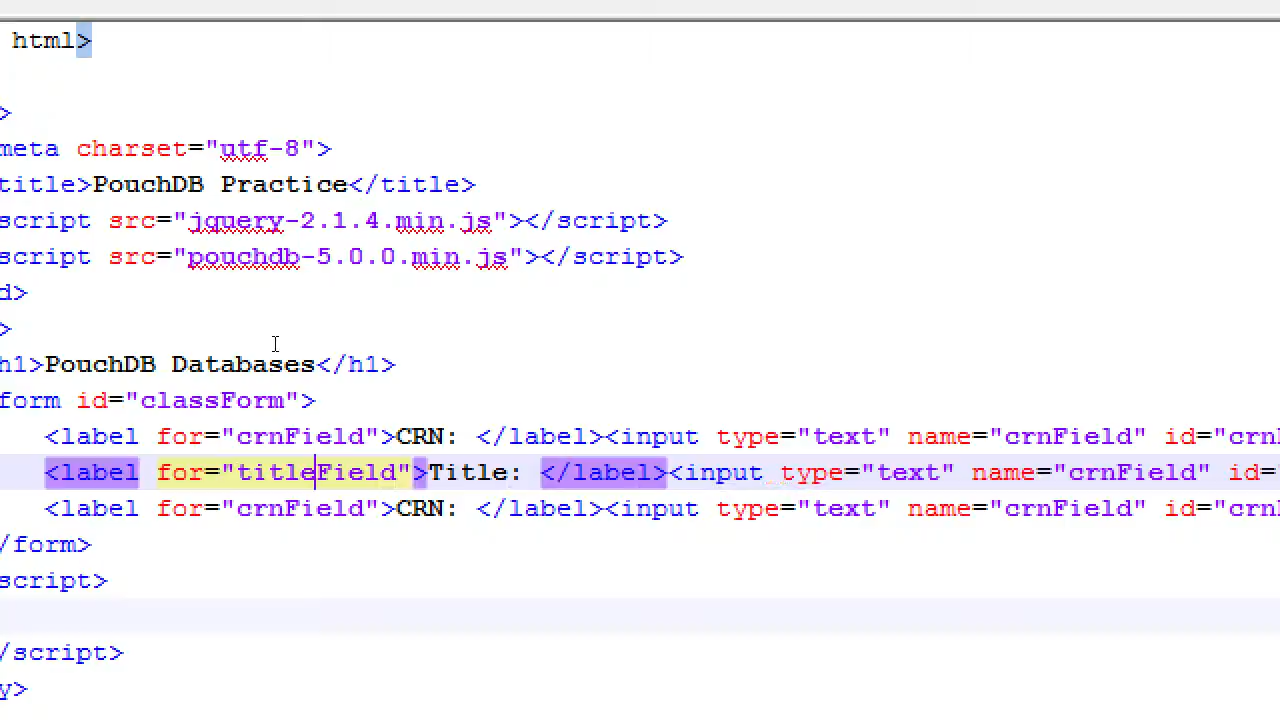 html>
>
meta charset="utf-8">
title>PouchDB Practice</title>
script src="jquery-2.1.4.min.js"></script>
script src="pouchdb-5.0.0.min.js"></script>
d>
>
h1>PouchDB Databases</h1>
form id="classForm">
<label for="crnField">CRN: </label><input type="text" name="crnField" id="crn
<label for="titleField">Title: </label><input type="text" name="crnField" id=
<label for="crnField">CRN: </label><input type="text" name="crnField" id="crn
/form>
script>
/script>
y>